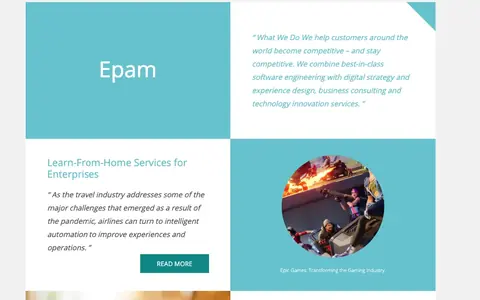 Epam
“ What We Do We help customers around the
world become competitive – and stay
competitive. We combine best-in-class
software engineering with digital strategy and
experience design, business consulting and
technology innovation services. ”
Learn-From-Home Services for
Enterprises
“ As the travel industry addresses some of the
major challenges that emerged as a result of
the pandemic, airlines can turn to intelligent
automation to improve experiences and
operations. ”
READ MORE
Epic Games: Transforming the Gaming Industry